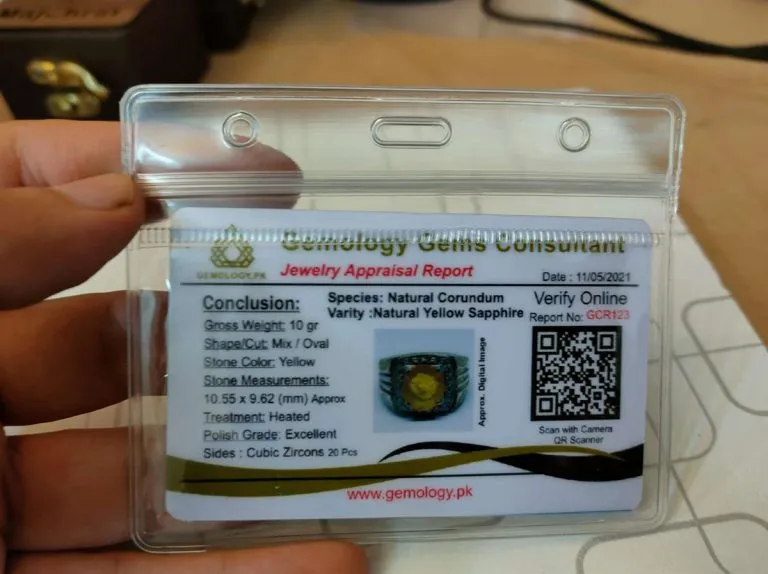 Gemology Gems Consultant
GEMOLOGY.PK
Jewelry Appraisal Report
Date : 11/05/2021
Conclusion:
Species: Natural Corundum
Varity :Natural Yellow Sapphire
Verify Online
Report No: GCR123
Gross Weight: 10 gr
Shape/Cut: Mix / Oval
Stone Color: Yellow
Stone Measurements:
10.55 x 9.62 (mm) Approx
Treatment: Heated
Polish Grade: Excellent
Sides : Cubic Zircons 20 Pcs
Approx. Digital Image
Scan with Camera
QR Scanner
www.gemology.pk